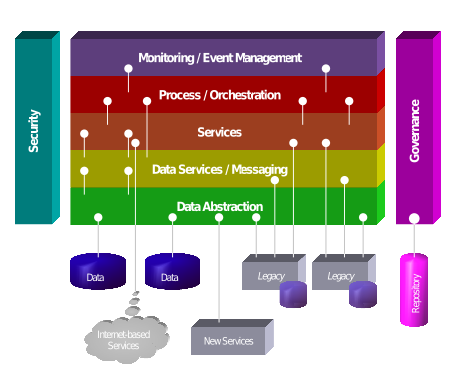 Monitoring / Event Management
Process / Orchestration
Services
Data Services / Messaging
Data Abstraction
Security
Governance
Data
Data
Legacy
Legacy
Repository
Internet-based
Services
New Services